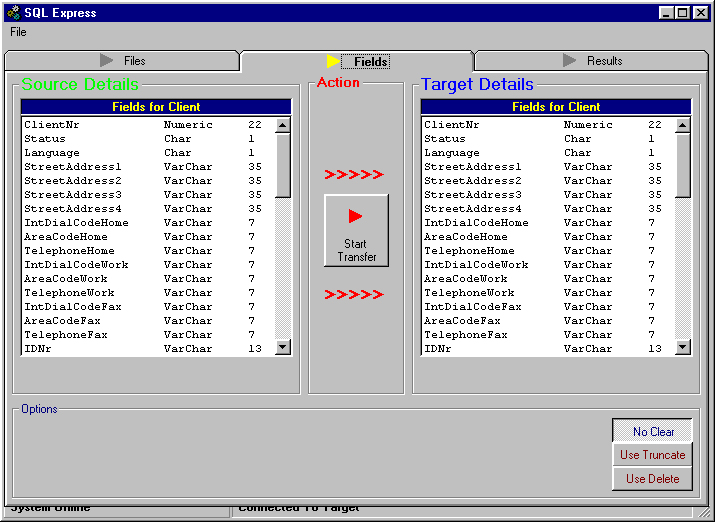 SQL Express
File
Files
Fields
Results
Source Details
Fields for Client
ClientNr Numeric 22
Status Char 1
Language Char 1
StreetAddress1 VarChar 35
StreetAddress2 VarChar 35
StreetAddress3 VarChar 35
StreetAddress4 VarChar 35
IntDialCodeHome VarChar 7
AreaCodeHome VarChar 7
TelephoneHome VarChar 7
IntDialCodeWork VarChar 7
AreaCodeWork VarChar 7
TelephoneWork VarChar 7
IntDialCodeFax VarChar 7
AreaCodeFax VarChar 7
TelephoneFax VarChar 7
IDNr VarChar 13
Action
>>>>>
Start
Transfer
>>>>>
Target Details
Fields for Client
ClientNr Numeric 22
Status Char 1
Language Char 1
StreetAddress1 VarChar 35
StreetAddress2 VarChar 35
StreetAddress3 VarChar 35
StreetAddress4 VarChar 35
IntDialCodeHome VarChar 7
AreaCodeHome VarChar 7
TelephoneHome VarChar 7
IntDialCodeWork VarChar 7
AreaCodeWork VarChar 7
TelephoneWork VarChar 7
IntDialCodeFax VarChar 7
AreaCodeFax VarChar 7
TelephoneFax VarChar 7
IDNr VarChar 13
Options
No Clear
Use Truncate
Use Delete
System Online
Connected To Target